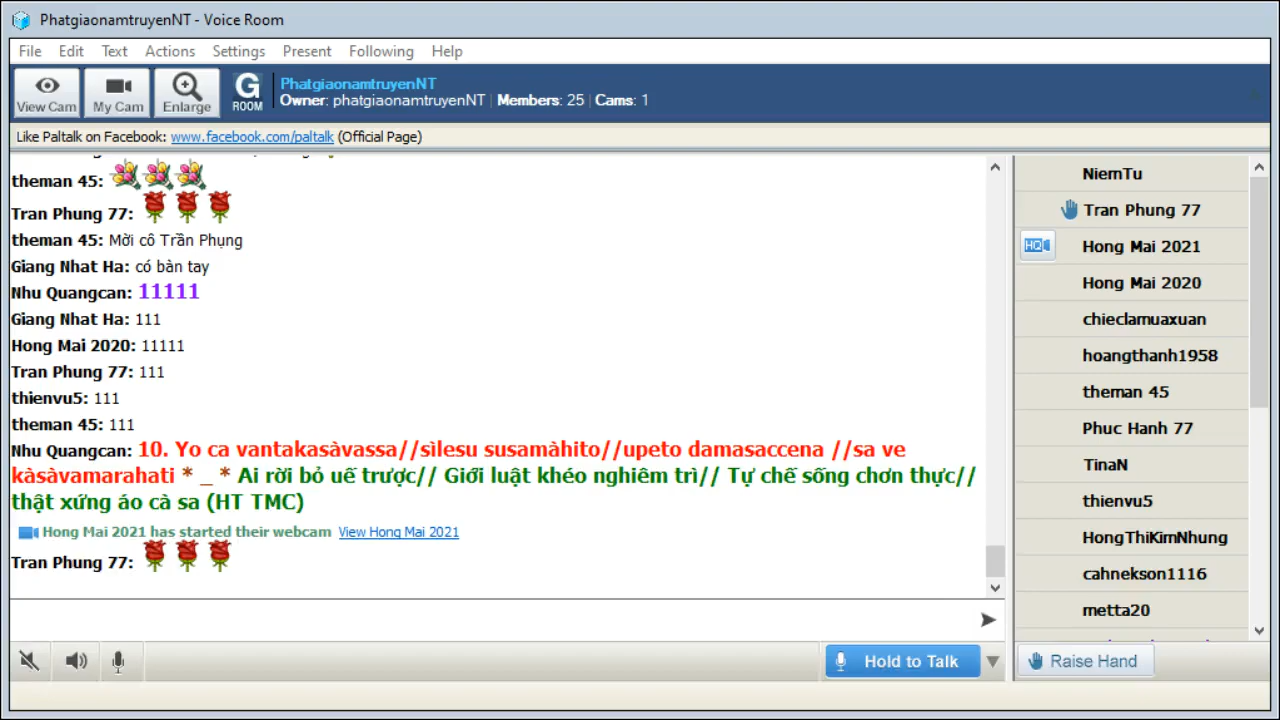 PhatgiaonamtruyenNT - Voice Room
File Edit Text Actions Settings Present Following Help
View Cam My Cam Enlarge G ROOM
PhatgiaonamtruyenNT
Owner: phatgiaonamtruyenNT | Members: 25 | Cams: 1
Like Paltalk on Facebook: www.facebook.com/paltalk (Official Page)
theman 45:
Tran Phung 77:
theman 45: Mời cô Trần Phụng
Giang Nhat Ha: có bàn tay
Nhu Quangcan: 11111
Giang Nhat Ha: 111
Hong Mai 2020: 11111
Tran Phung 77: 111
thienvu5: 111
theman 45: 111
Nhu Quangcan: 10. Yo ca vantakasàvassa//sìlesu susamàhito//upeto damasaccena //sa ve
kàsàvamarahati * _ * Ai rời bỏ uế trược// Giới luật khéo nghiêm trì// Tự chế sống chơn thực//
thật xứng áo cà sa (HT TMC)
Hong Mai 2021 has started their webcam View Hong Mai 2021
Tran Phung 77:
NiemTu
Tran Phung 77
HQ Hong Mai 2021
Hong Mai 2020
chieclamuaxuan
hoangthanh1958
theman 45
Phuc Hanh 77
TinaN
thienvu5
HongThiKimNhung
cahnekson1116
metta20
Hold to Talk
Raise Hand